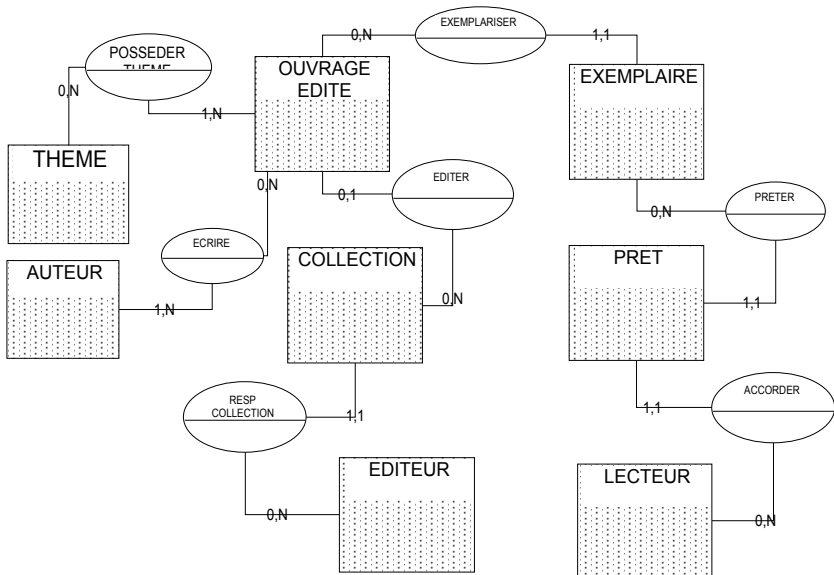 EXEMPLARISER
0,N
1,1
POSSEDER
THEME
OUVRAGE
EDITE
EXEMPLAIRE
0,N
1,N
THEME
0,N
0,1
EDITER
PRETER
0,N
ECRIRE
COLLECTION
PRET
AUTEUR
1,N
0,N
1,1
RESP
COLLECTION
1,1
1,1
ACCORDER
EDITEUR
LECTEUR
0,N
0,N